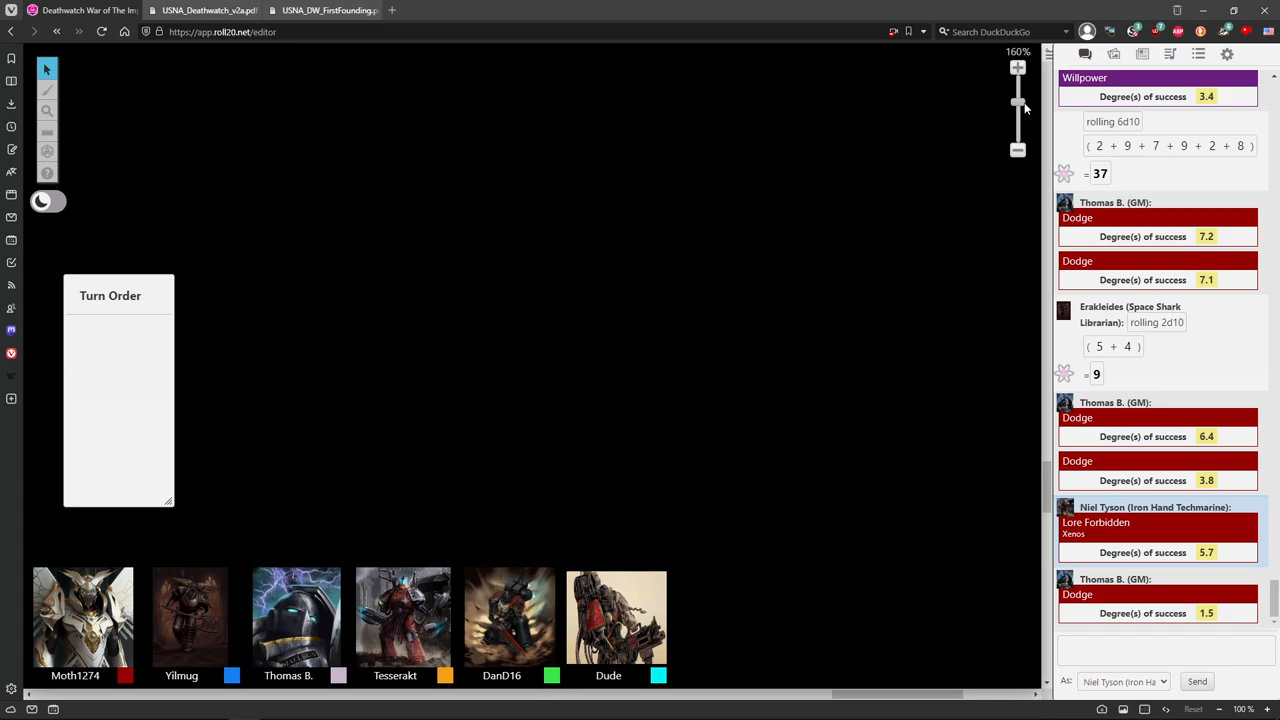 Deathwatch War of The Imp
USNA_Deathwatch_v2a.pdf
USNA_DW_FirstFounding.p
https://app.roll20.net/editor
Search DuckDuckGo
160%
Willpower
Degree(s) of success 3.4
rolling 6d10
( 2 + 9 + 7 + 9 + 2 + 8 )
= 37
Thomas B. (GM):
Dodge
Degree(s) of success 7.2
Dodge
Degree(s) of success 7.1
Erakleides (Space Shark
Librarian): rolling 2d10
( 5 + 4 )
= 9
Thomas B. (GM):
Dodge
Degree(s) of success 6.4
Dodge
Degree(s) of success 3.8
Niel Tyson (Iron Hand Techmarine):
Lore Forbidden
Xenos
Degree(s) of success 5.7
Thomas B. (GM):
Dodge
Degree(s) of success 1.5
Turn Order
Moth1274
Yilmug
Thomas B.
Tesserakt
DanD16
Dude
As: Niel Tyson (Iron Ha
Send
Reset
100 %